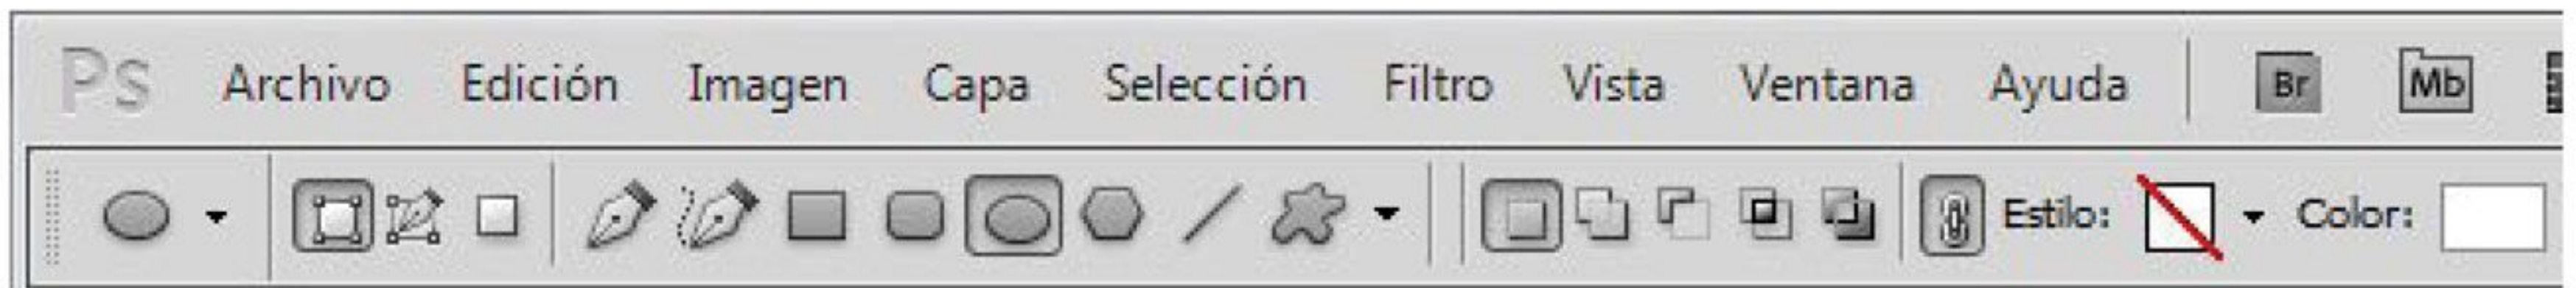 Ps Archivo Edición Imagen Capa Selección Filtro Vista Ventana Ayuda Br Mb
Estilo: Color: